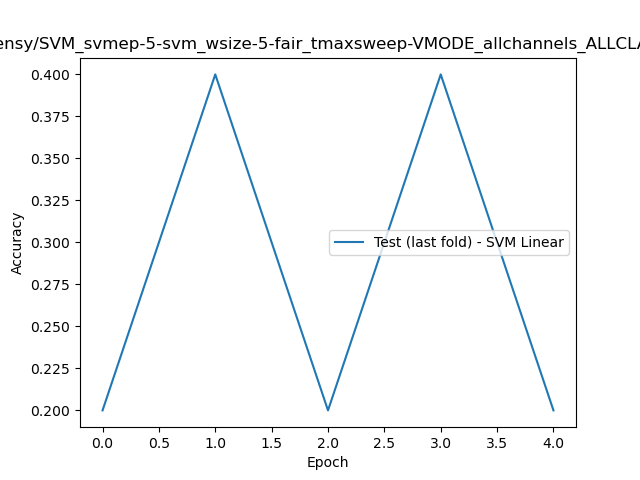 ensy/SVM_svmep-5-svm_wsize-5-fair_tmaxsweep-VMODE_allchannels_ALLCLA
0.400
0.375
0.350
0.325
0.300
0.275
0.250
0.225
0.200
Accuracy
Test (last fold) - SVM Linear
0.0 0.5 1.0 1.5 2.0 2.5 3.0 3.5 4.0
Epoch